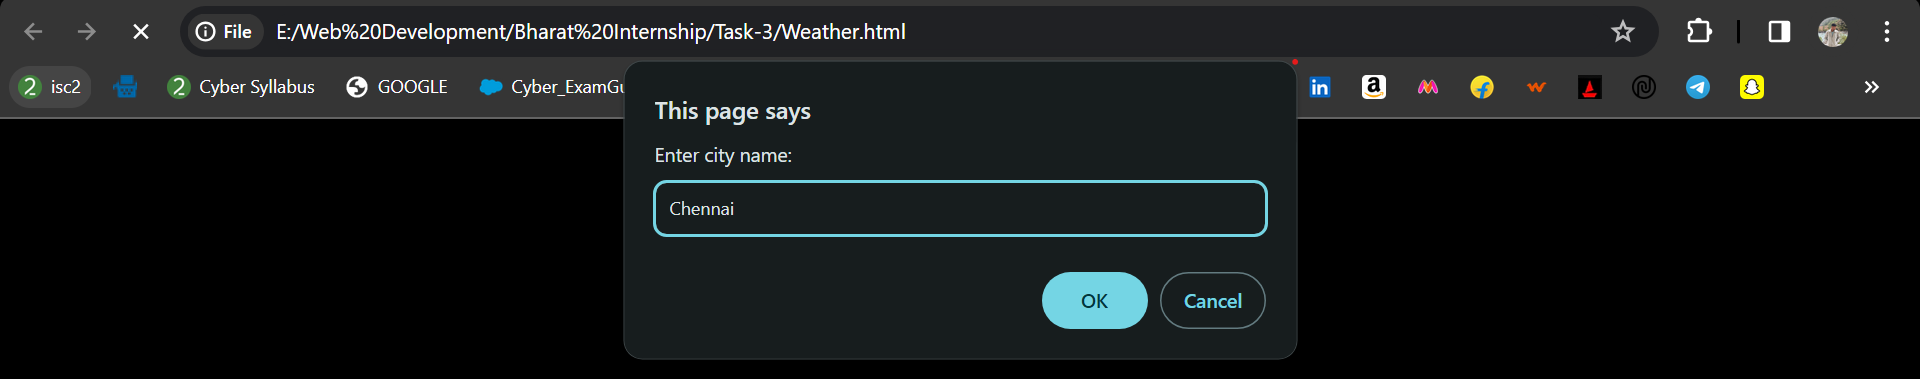 File E:/Web%20Development/Bharat%20Internship/Task-3/Weather.html
2 isc2 2 Cyber Syllabus GOOGLE Cyber_ExamGu in a
This page says
Enter city name:
Chennai
OK Cancel